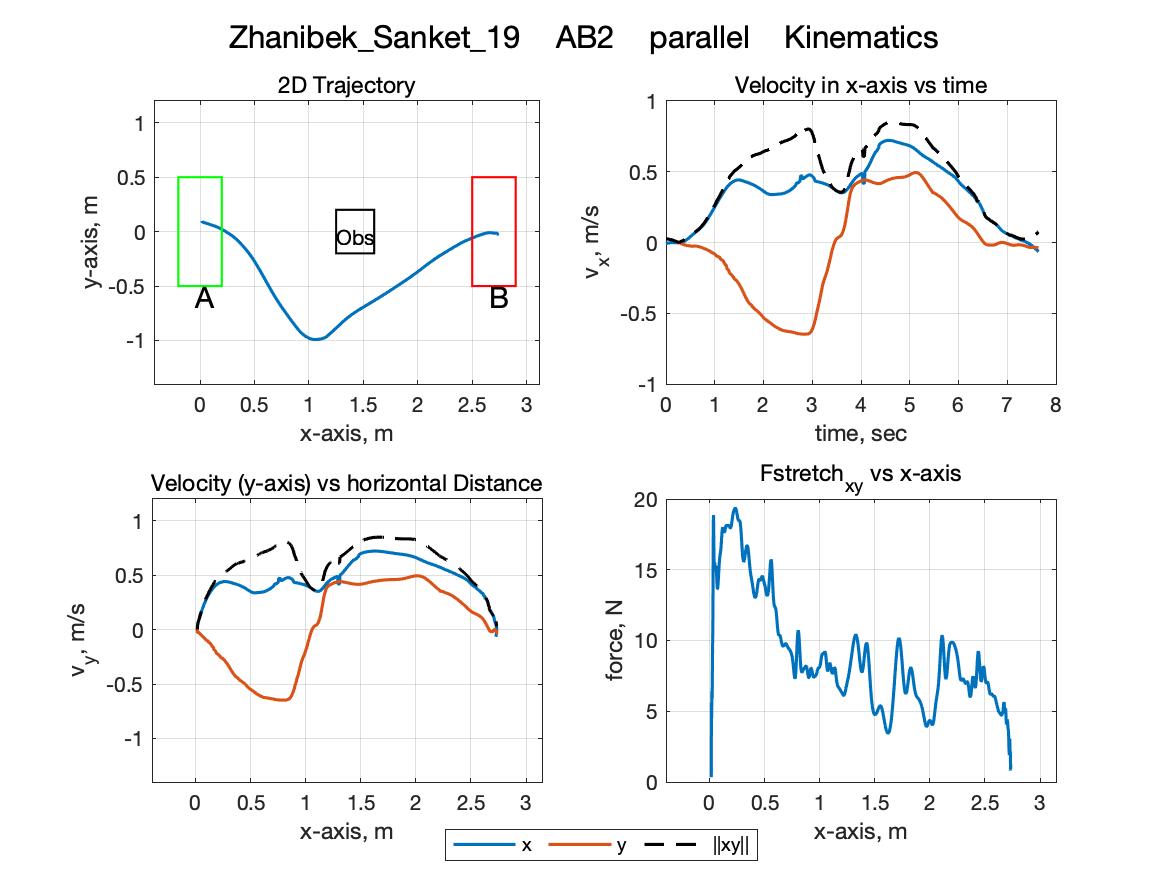 Zhanibek_Sanket_19 AB2 parallel Kinematics
2D Trajectory
y-axis, m
1
0.5
0
-0.5
-1
Obs
A
B
0 0.5 1 1.5 2 2.5 3
x-axis, m
Velocity in x-axis vs time
vx, m/s
1
0.5
0
-0.5
-1
0 1 2 3 4 5 6 7 8
time, sec
Velocity (y-axis) vs horizontal Distance
vy, m/s
1
0.5
0
-0.5
-1
0 0.5 1 1.5 2 2.5 3
x-axis, m
Fstretchxy vs x-axis
force, N
20
15
10
5
0
0 0.5 1 1.5 2 2.5 3
x-axis, m
x y ||xy||